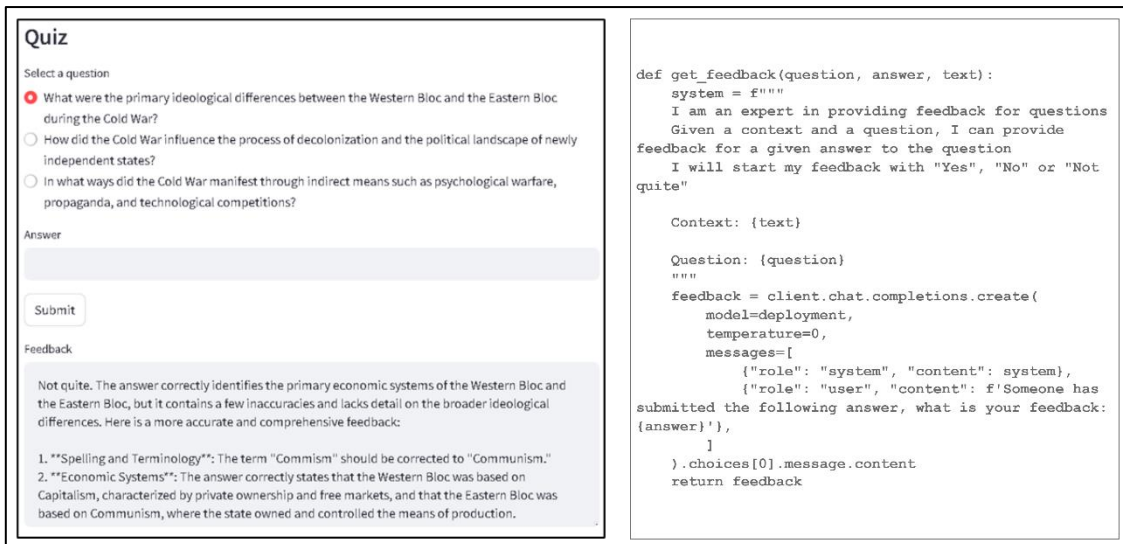 Quiz
Select a question
What were the primary ideological differences between the Western Bloc and the Eastern Bloc
during the Cold War?
How did the Cold War influence the process of decolonization and the political landscape of newly
independent states?
In what ways did the Cold War manifest through indirect means such as psychological warfare,
propaganda, and technological competitions?
Answer
Submit
Feedback
Not quite. The answer correctly identifies the primary economic systems of the Western Bloc and
the Eastern Bloc, but it contains a few inaccuracies and lacks detail on the broader ideological
differences. Here is a more accurate and comprehensive feedback:
1. **Spelling and Terminology**: The term "Commism" should be corrected to "Communism."
2. **Economic Systems**: The answer correctly states that the Western Bloc was based on
Capitalism, characterized by private ownership and free markets, and that the Eastern Bloc was
based on Communism, where the state owned and controlled the means of production.
def get_feedback(question, answer, text):
    system = f"""
    I am an expert in providing feedback for questions
    Given a context and a question, I can provide
feedback for a given answer to the question
    I will start my feedback with "Yes", "No" or "Not
quite"
    Context: {text}
    Question: {question}
    """
    feedback = client.chat.completions.create(
        model=deployment,
        temperature=0,
        messages=[
            {"role": "system", "content": system},
            {"role": "user", "content": f'Someone has
submitted the following answer, what is your feedback:
{answer}'},
        ]
    ).choices[0].message.content
    return feedback